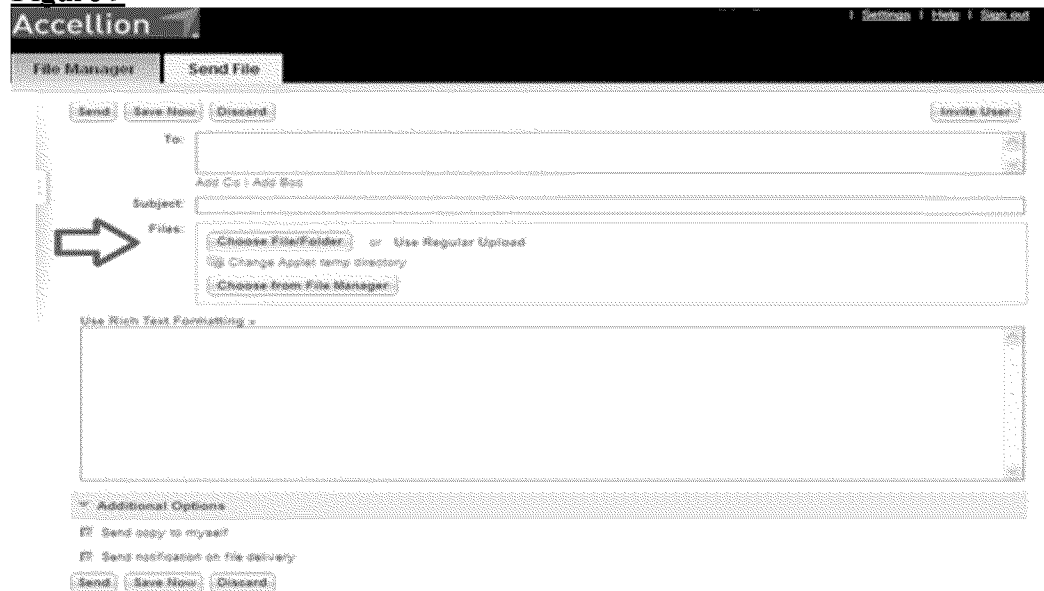 Accellion
| Settings | Help | Sign out
File Manager Send File
Send Save Now Discard Invite User
To:
Add Cc | Add Bcc
Subject:
Files:
Choose File/Folder or Use Regular Upload
Change Applet temp directory
Choose from File Manager
Use Rich Text Formatting »
Additional Options
Send copy to myself
Send notification on file delivery
Send Save Now Discard